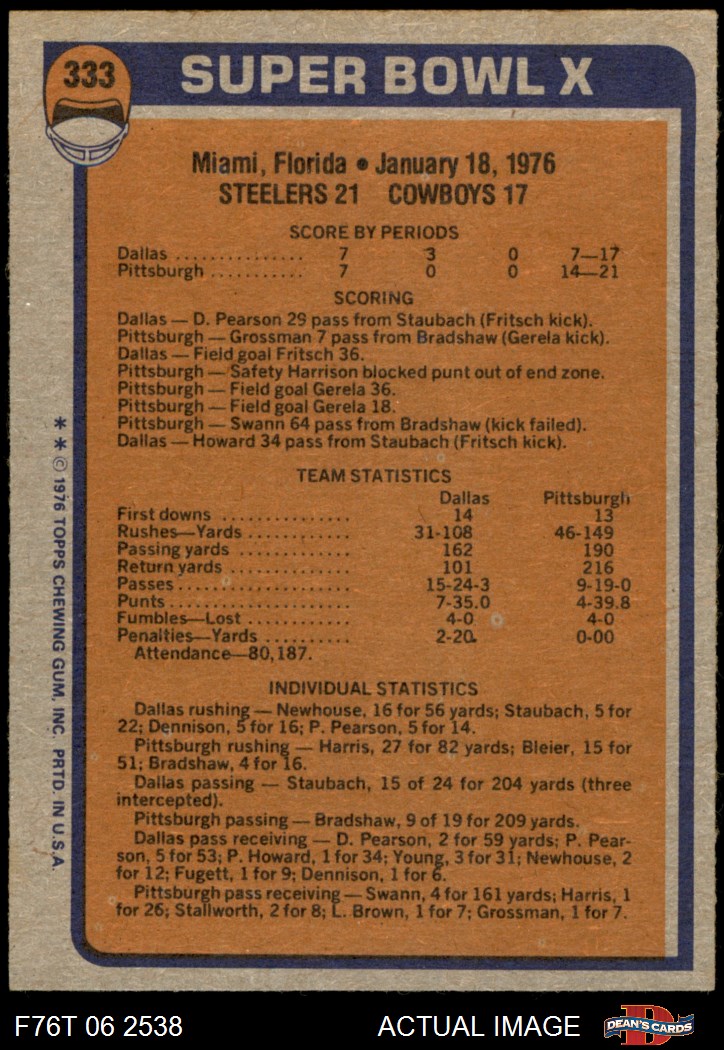 333
SUPER BOWL X
Miami, Florida • January 18, 1976
STEELERS 21 COWBOYS 17
SCORE BY PERIODS
Dallas ............... 7 3 0 7—17
Pittsburgh ........... 7 0 0 14—21
SCORING
Dallas — D. Pearson 29 pass from Staubach (Fritsch kick).
Pittsburgh — Grossman 7 pass from Bradshaw (Gerela kick).
Dallas — Field goal Fritsch 36.
Pittsburgh — Safety Harrison blocked punt out of end zone.
Pittsburgh — Field goal Gerela 36.
Pittsburgh — Field goal Gerela 18.
Pittsburgh — Swann 64 pass from Bradshaw (kick failed).
Dallas — Howard 34 pass from Staubach (Fritsch kick).
TEAM STATISTICS
Dallas Pittsburgh
First downs ............... 14 13
Rushes—Yards ............ 31-108 46-149
Passing yards ............. 162 190
Return yards .............. 101 216
Passes .................... 15-24-3 9-19-0
Punts ..................... 7-35.0 4-39.8
Fumbles—Lost ............. 4-0 4-0
Penalties—Yards ........... 2-20 0-00
Attendance—80,187.
INDIVIDUAL STATISTICS
Dallas rushing — Newhouse, 16 for 56 yards; Staubach, 5 for
22; Dennison, 5 for 16; P. Pearson, 5 for 14.
Pittsburgh rushing — Harris, 27 for 82 yards; Bleier, 15 for
51; Bradshaw, 4 for 16.
Dallas passing — Staubach, 15 of 24 for 204 yards (three
intercepted).
Pittsburgh passing — Bradshaw, 9 of 19 for 209 yards.
Dallas pass receiving — D. Pearson, 2 for 59 yards; P. Pear-
son, 5 for 53; P. Howard, 1 for 34; Young, 3 for 31; Newhouse, 2
for 12; Fugett, 1 for 9; Dennison, 1 for 6.
Pittsburgh pass receiving — Swann, 4 for 161 yards; Harris, 1
for 26; Stallworth, 2 for 8; L. Brown, 1 for 7; Grossman, 1 for 7.
* * © 1976 TOPPS CHEWING GUM, INC. PRTD. IN U.S.A.
F76T 06 2538 ACTUAL IMAGE
D
DEAN'S CARDS